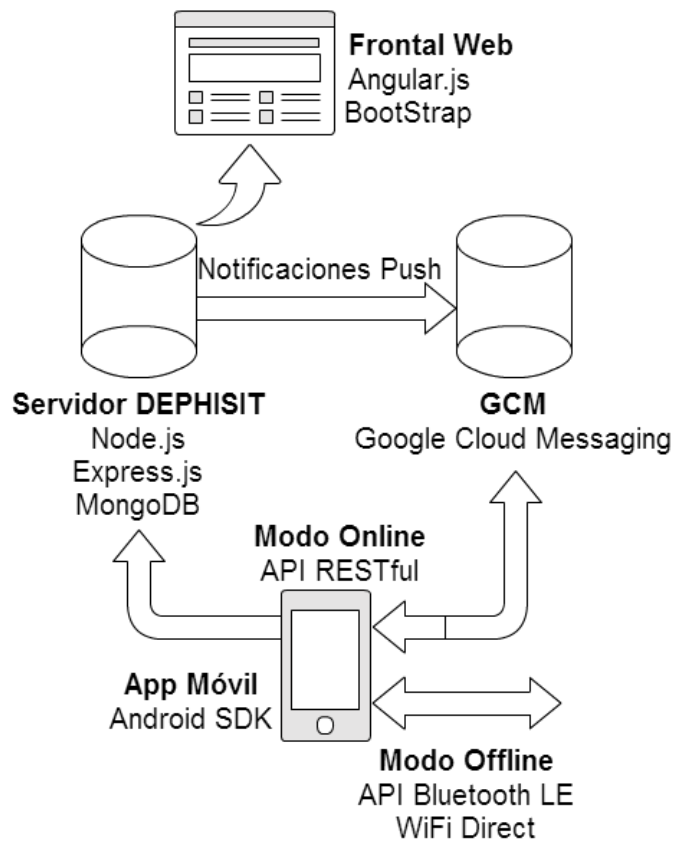 Frontal Web
Angular.js
BootStrap
Notificaciones Push
Servidor DEPHISIT
Node.js
Express.js
MongoDB
GCM
Google Cloud Messaging
Modo Online
API RESTful
App Móvil
Android SDK
Modo Offline
API Bluetooth LE
WiFi Direct